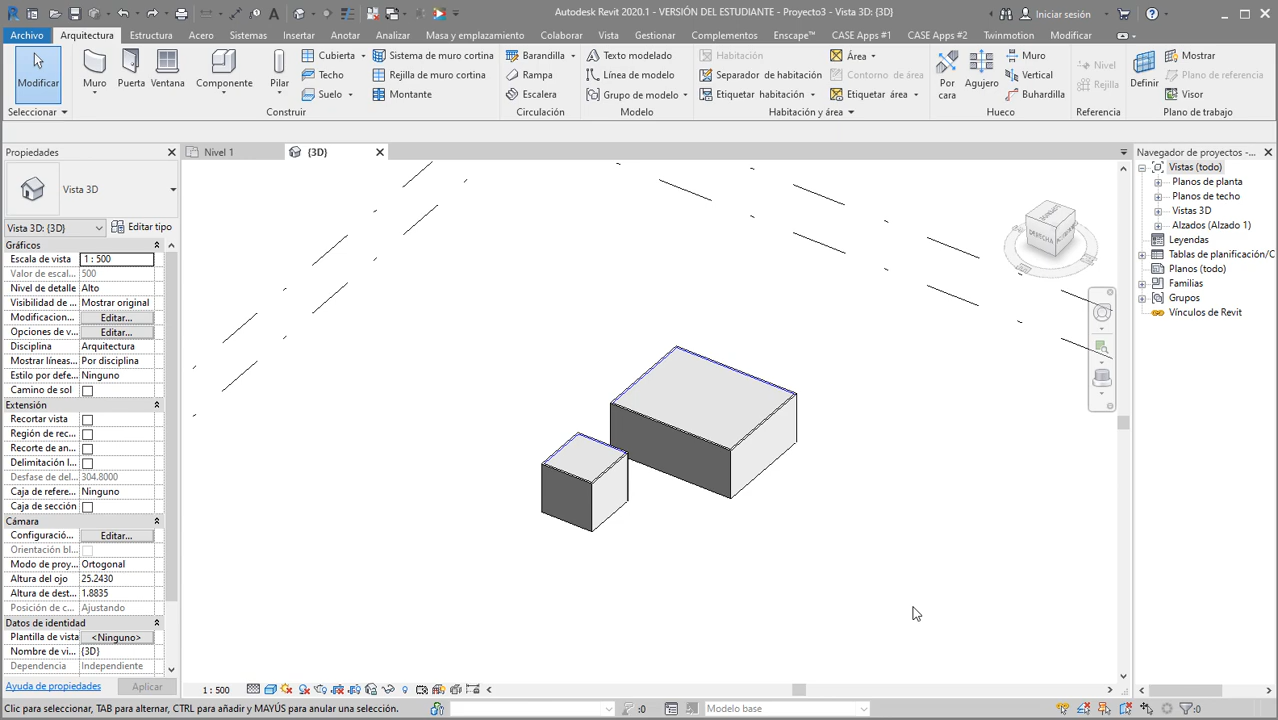 Autodesk Revit 2020.1 - VERSIÓN DEL ESTUDIANTE - Proyecto3 - Vista 3D: {3D}
Iniciar sesión
Archivo Arquitectura Estructura Acero Sistemas Insertar Anotar Analizar Masa y emplazamiento Colaborar Vista Gestionar Complementos Enscape™ CASE Apps #1 CASE Apps #2 Twinmotion Modificar
Modificar
Muro
Puerta
Ventana
Componente
Pilar
Cubierta
Techo
Suelo
Sistema de muro cortina
Rejilla de muro cortina
Montante
Barandilla
Rampa
Escalera
Texto modelado
Línea de modelo
Grupo de modelo
Habitación
Separador de habitación
Etiquetar habitación
Área
Contorno de área
Etiquetar área
Por cara
Agujero
Muro
Vertical
Buhardilla
Nivel
Rejilla
Definir
Mostrar
Plano de referencia
Visor
Seleccionar Construir Circulación Modelo Habitación y área Hueco Referencia Plano de trabajo
Propiedades
Nivel 1
{3D}
Navegador de proyectos -...
Vista 3D
Vista 3D: {3D}
Editar tipo
Gráficos
Escala de vista 1 : 500
Valor de escal... 500
Nivel de detalle Alto
Visibilidad de ... Mostrar original
Modificacion... Editar...
Opciones de v... Editar...
Disciplina Arquitectura
Mostrar líneas... Por disciplina
Estilo por defe... Ninguno
Camino de sol
Extensión
Recortar vista
Región de rec...
Recorte de an...
Delimitación l...
Desfase de del... 304.8000
Caja de refere... Ninguno
Caja de sección
Cámara
Configuració... Editar...
Orientación bl...
Modo de proy... Ortogonal
Altura del ojo 25.2430
Altura de dest... 1.8835
Posición de c... Ajustando
Datos de identidad
Plantilla de vista <Ninguno>
Nombre de vi... {3D}
Dependencia Independiente
Ayuda de propiedades
Aplicar
DERECHA
Vistas (todo)
Planos de planta
Planos de techo
Vistas 3D
Alzados (Alzado 1)
Leyendas
Tablas de planificación/C
Planos (todo)
Familias
Grupos
Vínculos de Revit
1 : 500
Clic para seleccionar, TAB para alternar, CTRL para añadir y MAYÚS para anular una selección.
:0
Modelo base
:0